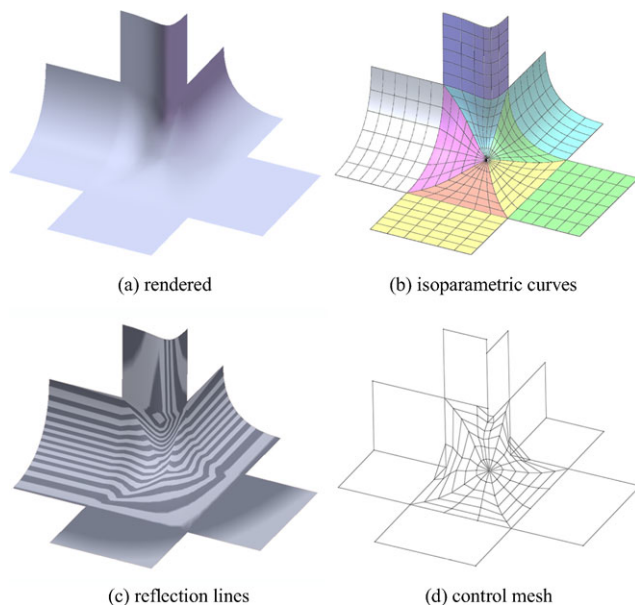 (a) rendered
(b) isoparametric curves
(c) reflection lines
(d) control mesh